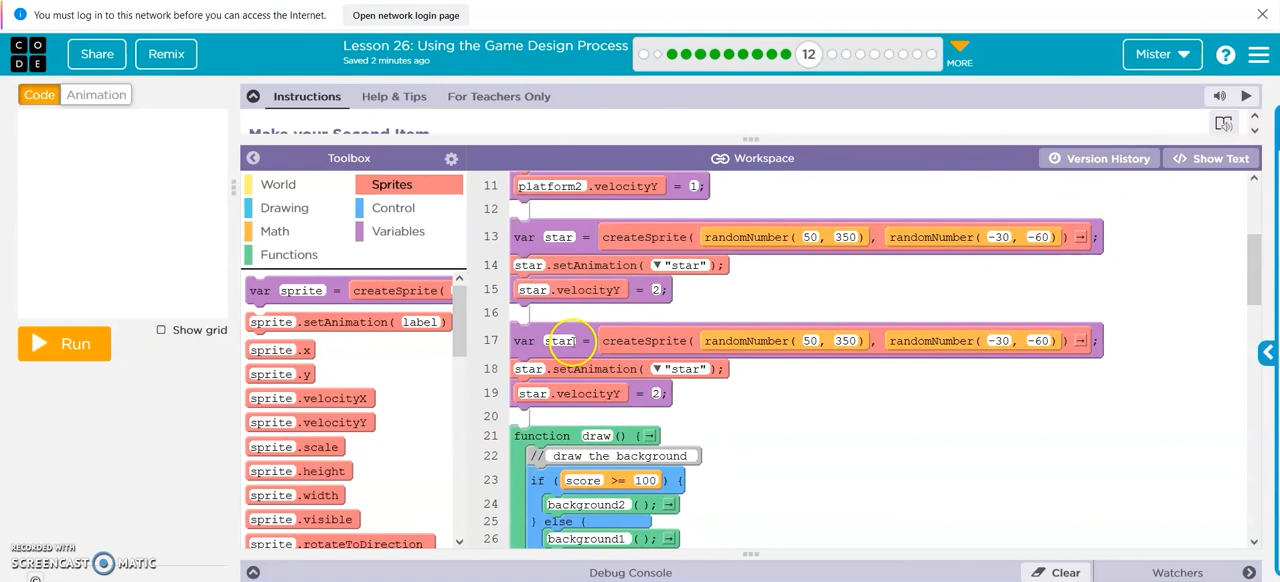 You must log in to this network before you can access the Internet. Open network login page
CODE
Share
Remix
Lesson 26: Using the Game Design Process
Saved 2 minutes ago
12
MORE
Mister
?
Code
Animation
Instructions
Help & Tips
For Teachers Only
Make your Second Item
Toolbox
Workspace
Version History
</> Show Text
World
Sprites
Drawing
Control
Math
Variables
Functions
var sprite = createSprite(
sprite.setAnimation( label )
sprite.x
sprite.y
sprite.velocityX
sprite.velocityY
sprite.scale
sprite.height
sprite.width
sprite.visible
sprite.rotateToDirection
Run
Show grid
11 platform2.velocityY = 1;
12
13 var star = createSprite( randomNumber( 50, 350), randomNumber( -30, -60) );
14 star.setAnimation( "star");
15 star.velocityY = 2;
16
17 var star = createSprite( randomNumber( 50, 350), randomNumber( -30, -60) );
18 star.setAnimation( "star");
19 star.velocityY = 2;
20
21 function draw() {
22 // draw the background
23 if ( score >= 100 ) {
24 background2 ();
25 } else {
26 background1 ();
RECORDED WITH
SCREENCAST MATIC
Debug Console
Clear
Watchers